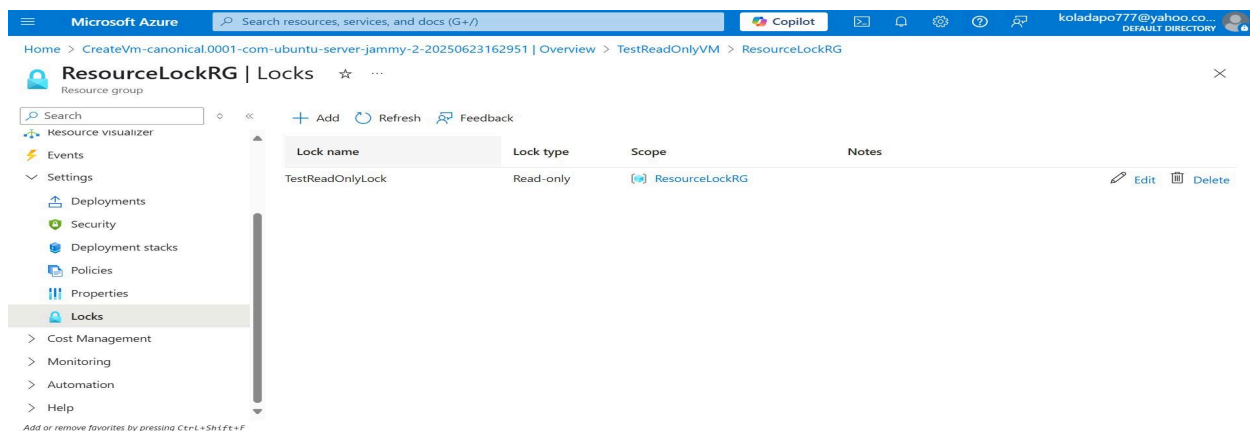 Microsoft Azure
Search resources, services, and docs (G+/)
Copilot
koladapo777@yahoo.co...
DEFAULT DIRECTORY
Home > CreateVm-canonical.0001-com-ubuntu-server-jammy-2-20250623162951 | Overview > TestReadOnlyVM > ResourceLockRG
ResourceLockRG | Locks
Resource group
Search
Add
Refresh
Feedback
Resource visualizer
Events
Settings
Deployments
Security
Deployment stacks
Policies
Properties
Locks
Cost Management
Monitoring
Automation
Help
Add or remove favorites by pressing Ctrl+Shift+F
Lock name Lock type Scope Notes
TestReadOnlyLock Read-only ResourceLockRG Edit Delete